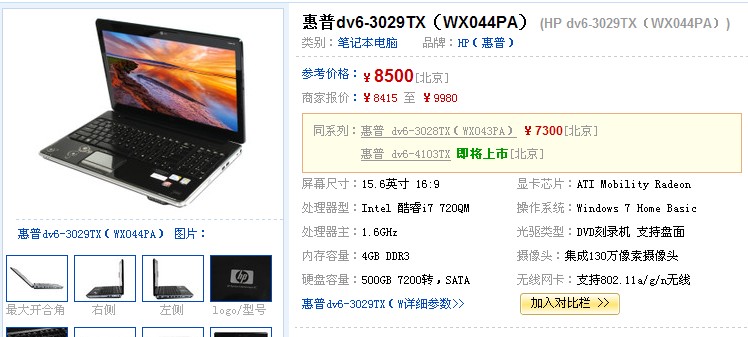 惠普dv6-3029TX（WX044PA） (HP dv6-3029TX（WX044PA）)
类别：笔记本电脑 品牌：HP（惠普）
参考价格：￥8500[北京]
商家报价：￥8415 至 ￥9980
同系列：惠普 dv6-3028TX（WX043PA） ￥7300[北京]
惠普 dv6-4103TX 即将上市[北京]
屏幕尺寸：15.6英寸 16:9 显卡芯片：ATI Mobility Radeon
处理器型：Intel 酷睿i7 720QM 操作系统：Windows 7 Home Basic
处理器主：1.6GHz 光驱类型：DVD刻录机 支持盘面
内存容量：4GB DDR3 摄像头：集成130万像素摄像头
硬盘容量：500GB 7200转，SATA 无线网卡：支持802.11a/g/n无线
惠普dv6-3029TX（W详细参数>> 加入对比栏 >>
惠普dv6-3029TX（WX044PA） 图片：
hp
最大开合角 右侧 左侧 logo/型号